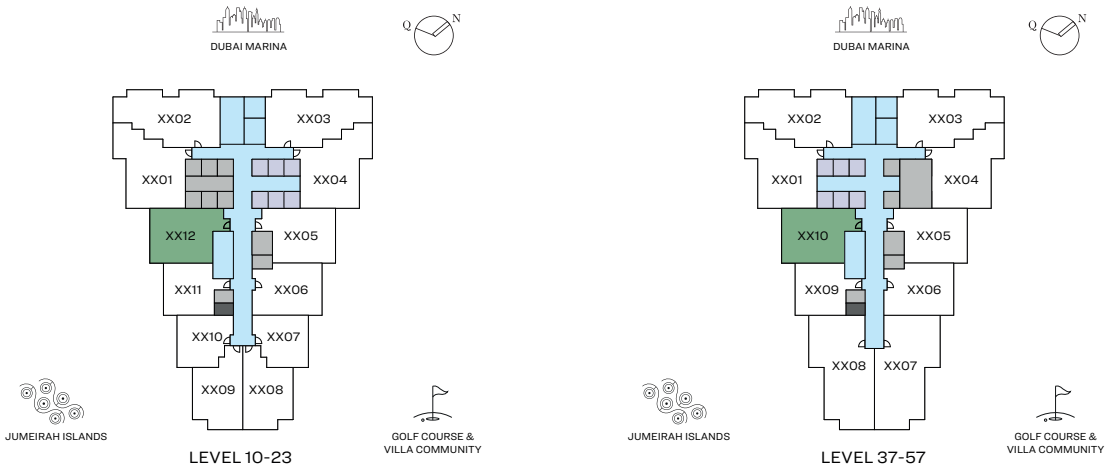 DUBAI MARINA
Q N
XX02 XX03
XX01 XX04
XX12 XX05
XX11 XX06
XX10 XX07
XX09 XX08
JUMEIRAH ISLANDS
GOLF COURSE &
VILLA COMMUNITY
LEVEL 10-23
DUBAI MARINA
Q N
XX02 XX03
XX01 XX04
XX10 XX05
XX09 XX06
XX08 XX07
JUMEIRAH ISLANDS
GOLF COURSE &
VILLA COMMUNITY
LEVEL 37-57